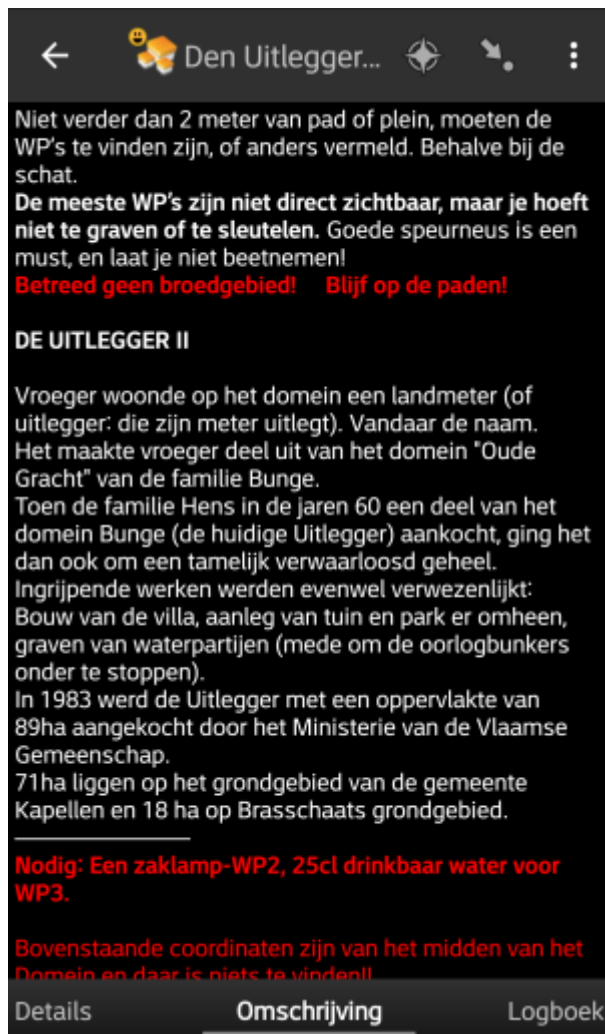 Den Uitlegger...
Niet verder dan 2 meter van pad of plein, moeten de
WP's te vinden zijn, of anders vermeld. Behalve bij de
schat.
De meeste WP's zijn niet direct zichtbaar, maar je hoeft
niet te graven of te sleutelen. Goede speurneus is een
must, en laat je niet beetnemen!
Betreed geen broedgebied! Blijf op de paden!
DE UITLEGGER II
Vroeger woonde op het domein een landmeter (of
uitlegger: die zijn meter uitlegt). Vandaar de naam.
Het maakte vroeger deel uit van het domein "Oude
Gracht" van de familie Bunge.
Toen de familie Hens in de jaren 60 een deel van het
domein Bunge (de huidige Uitlegger) aankocht, ging het
dan ook om een tamelijk verwaarloosd geheel.
Ingrijpende werken werden evenwel verwezenlijkt:
Bouw van de villa, aanleg van tuin en park er omheen,
graven van waterpartijen (mede om de oorlogbunkers
onder te stoppen).
In 1983 werd de Uitlegger met een oppervlakte van
89ha aangekocht door het Ministerie van de Vlaamse
Gemeenschap.
71ha liggen op het grondgebied van de gemeente
Kapellen en 18 ha op Brasschaats grondgebied.
Nodig: Een zaklamp-WP2, 25cl drinkbaar water voor
WP3.
Bovenstaande coordinaten zijn van het midden van het
Domein en daar is niets te vinden!!
Details Omschrijving Logboek